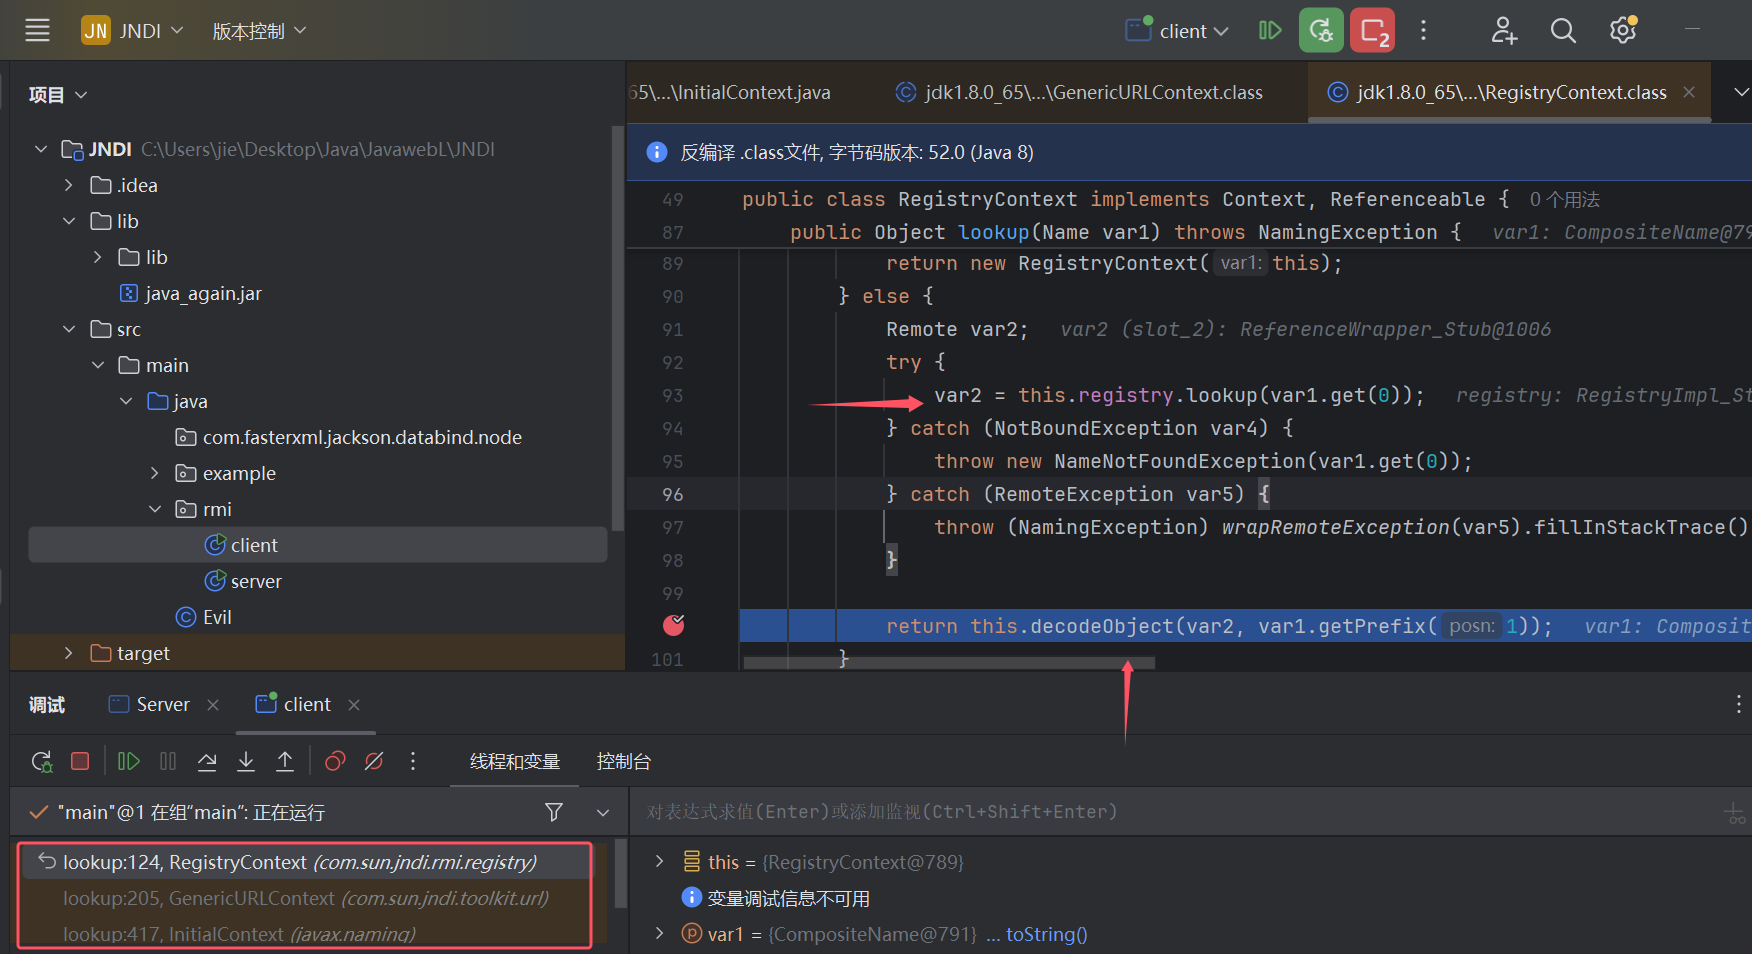 JN JNDI 版本控制 client 2
项目
JNDI C:\Users\jie\Desktop\Java\JavawebL\JNDI
.idea
lib
lib
java_again.jar
src
main
java
com.fasterxml.jackson.databind.node
example
rmi
client
server
Evil
target
65\...\InitialContext.java jdk1.8.0_65\...\GenericURLContext.class jdk1.8.0_65\...\RegistryContext.class
反编译 .class文件, 字节码版本: 52.0 (Java 8)
49 public class RegistryContext implements Context, Referenceable { 0 个用法
87 public Object lookup(Name var1) throws NamingException { var1: CompositeName@79
89 return new RegistryContext( var1: this);
90 } else {
91 Remote var2; var2 (slot_2): ReferenceWrapper_Stub@1006
92 try {
93 var2 = this.registry.lookup(var1.get(0)); registry: RegistryImpl_St
94 } catch (NotBoundException var4) {
95 throw new NameNotFoundException(var1.get(0));
96 } catch (RemoteException var5) {
97 throw (NamingException) wrapRemoteException(var5).fillInStackTrace()
98 }
99
return this.decodeObject(var2, var1.getPrefix( posn: 1)); var1: Composit
101 }
调试 Server client
线程和变量 控制台
"main"@1 在组“main”: 正在运行
lookup:124, RegistryContext (com.sun.jndi.rmi.registry)
lookup:205, GenericURLContext (com.sun.jndi.toolkit.url)
lookup:417, InitialContext (javax.naming)
对表达式求值(Enter)或添加监视(Ctrl+Shift+Enter)
this = {RegistryContext@789}
变量调试信息不可用
var1 = {CompositeName@791} ... toString()